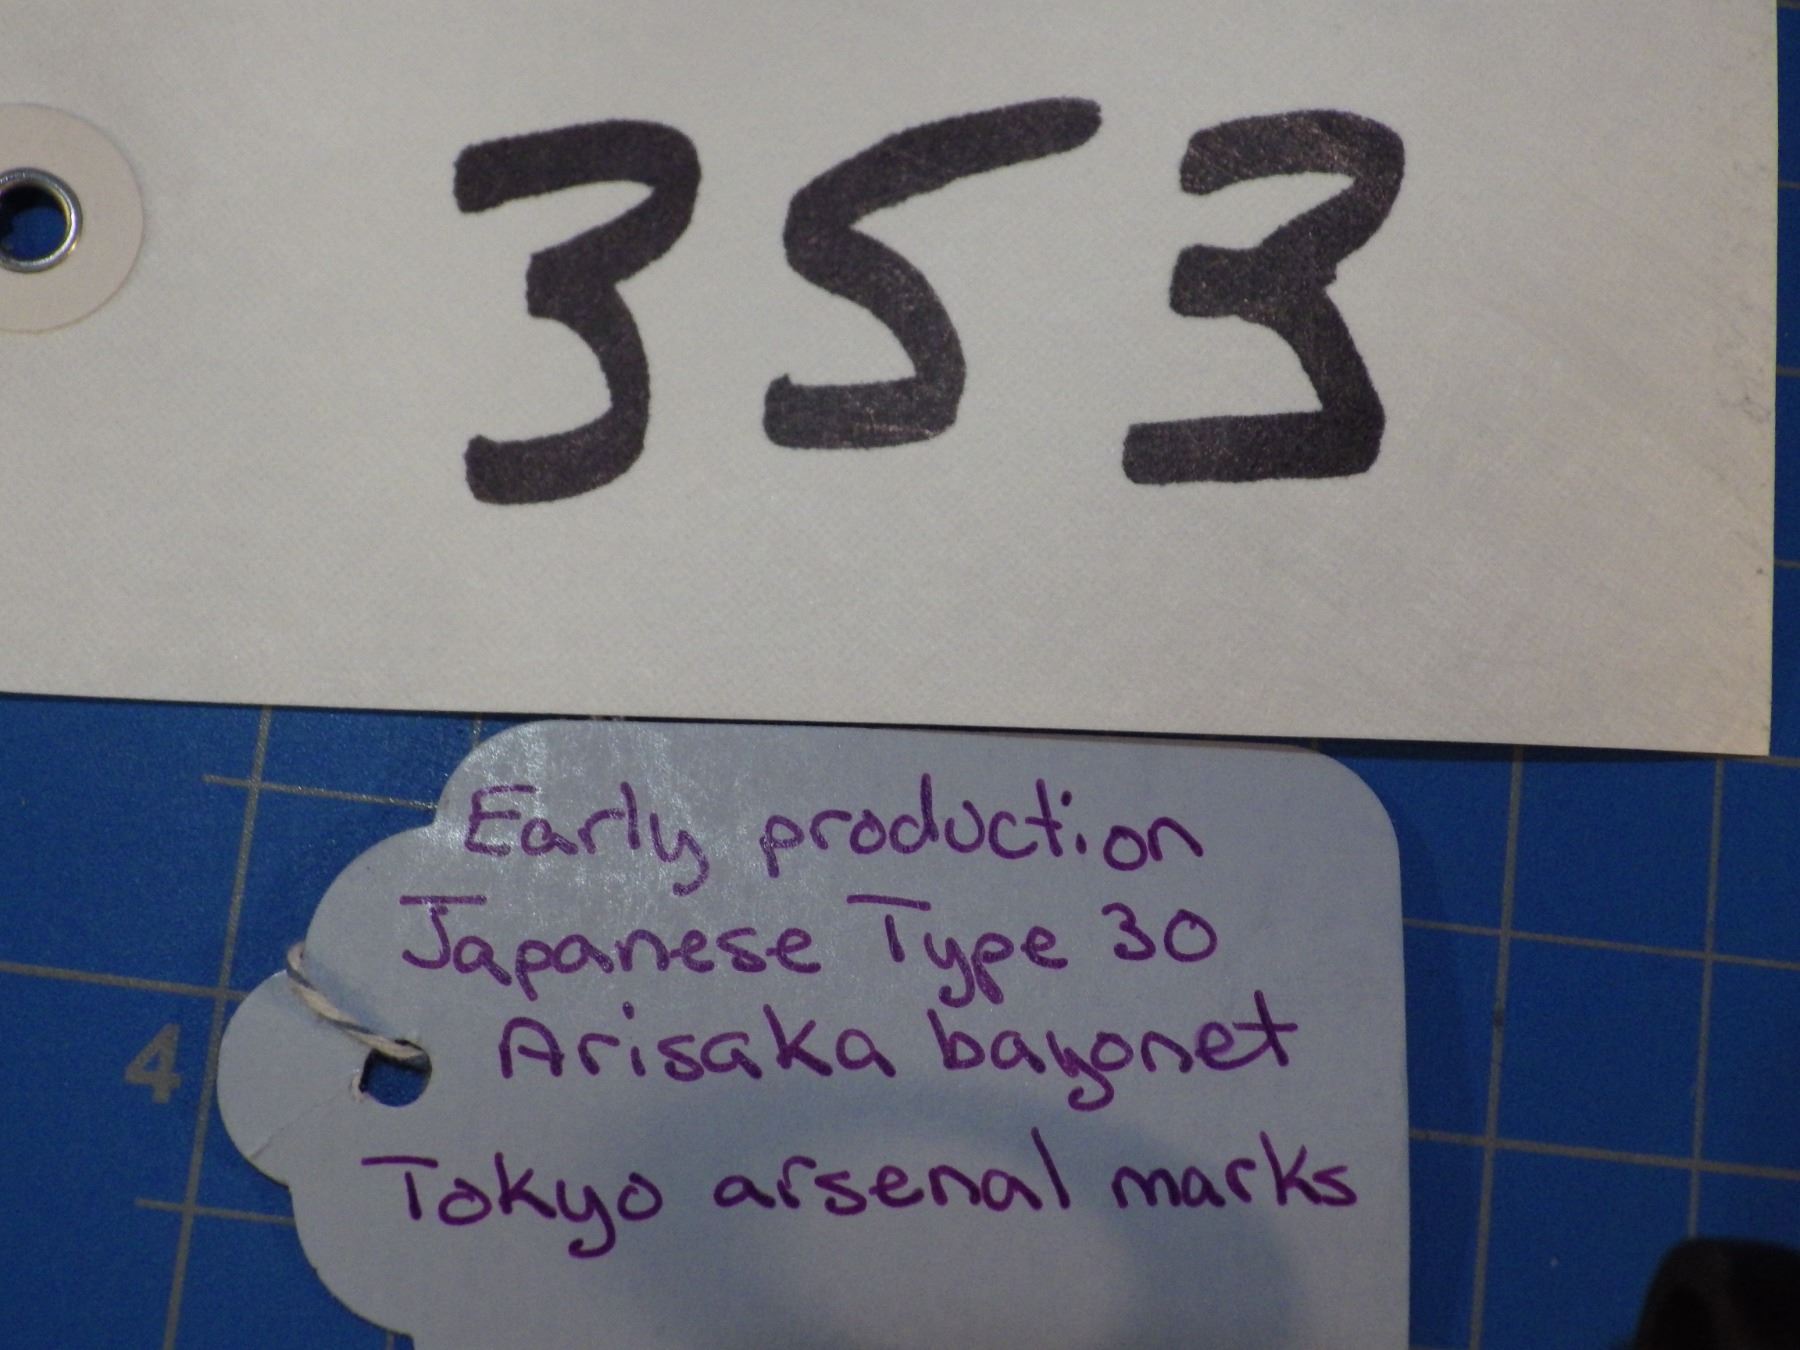 353
Early production
Japanese Type 30
Arisaka bayonet
Tokyo arsenal marks
4